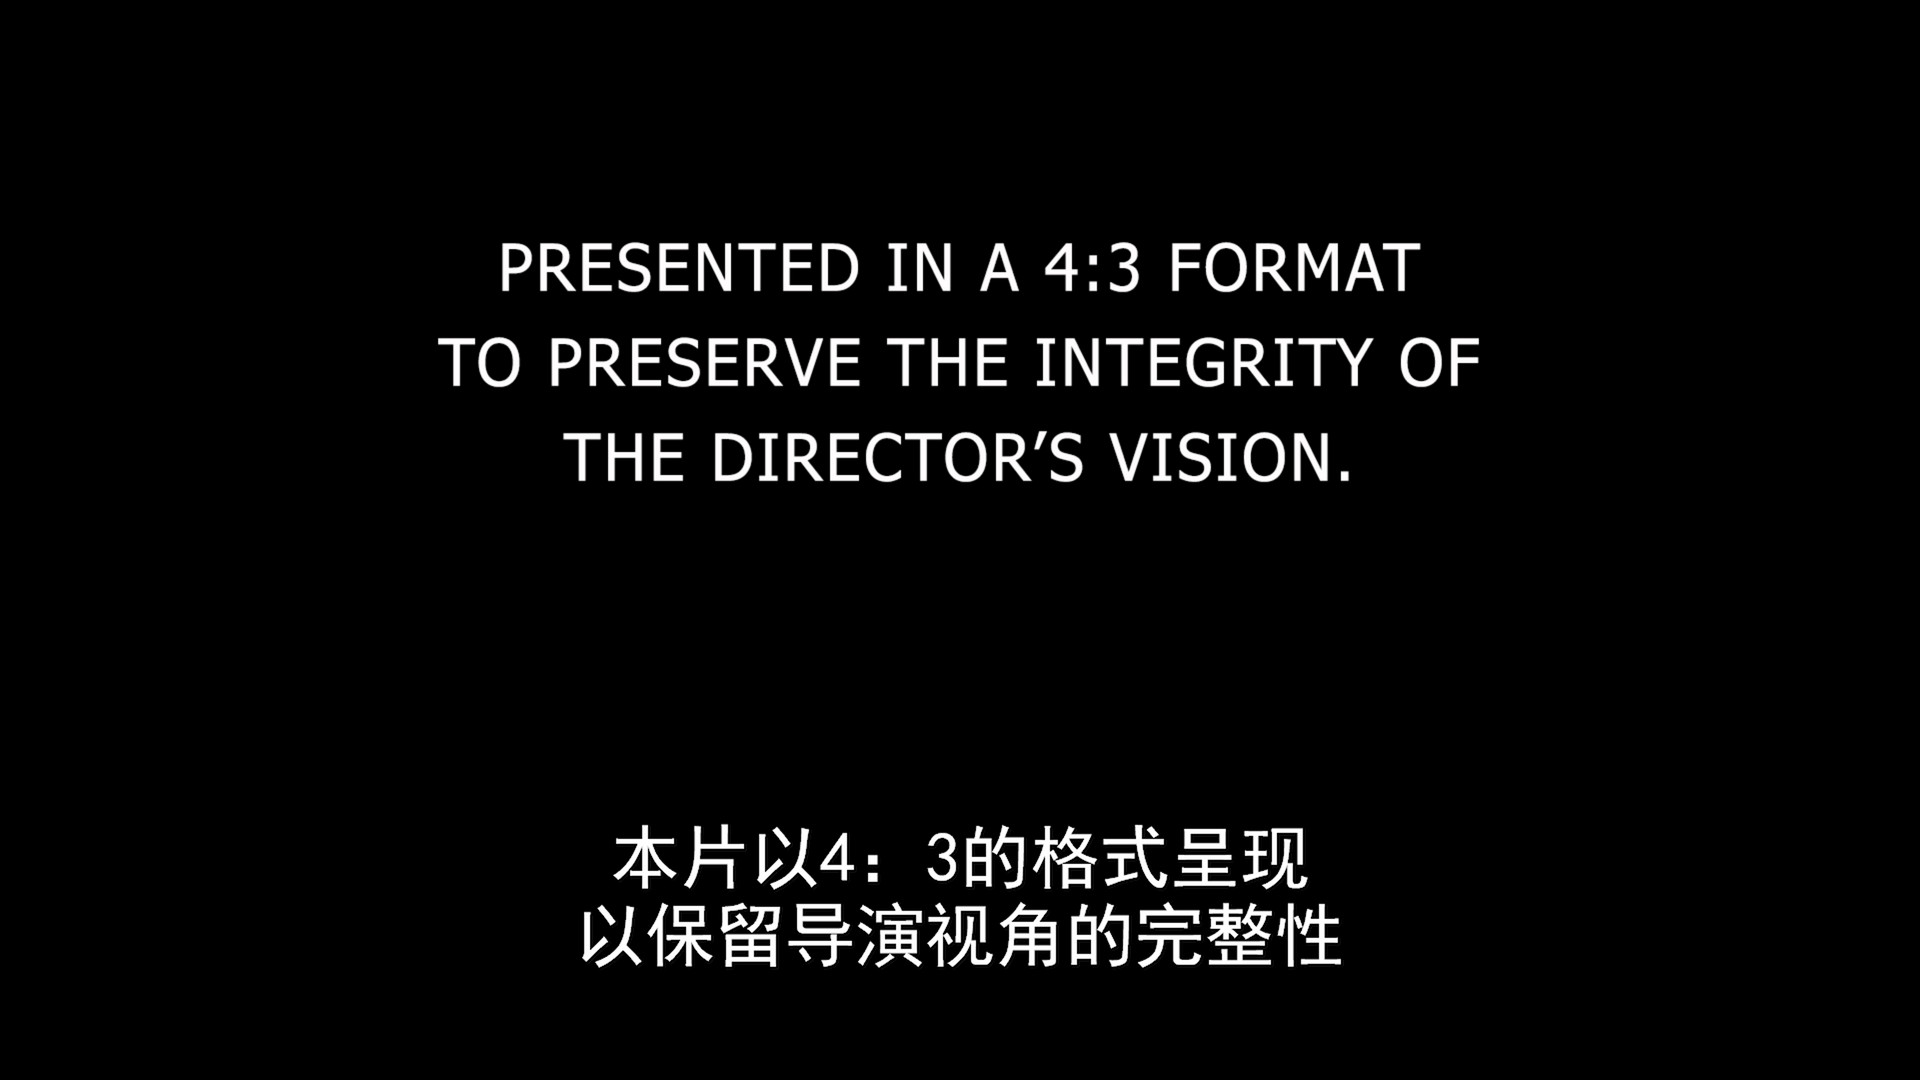 PRESENTED IN A 4:3 FORMAT
TO PRESERVE THE INTEGRITY OF
THE DIRECTOR’S VISION.
本片以4：3的格式呈现
以保留导演视角的完整性